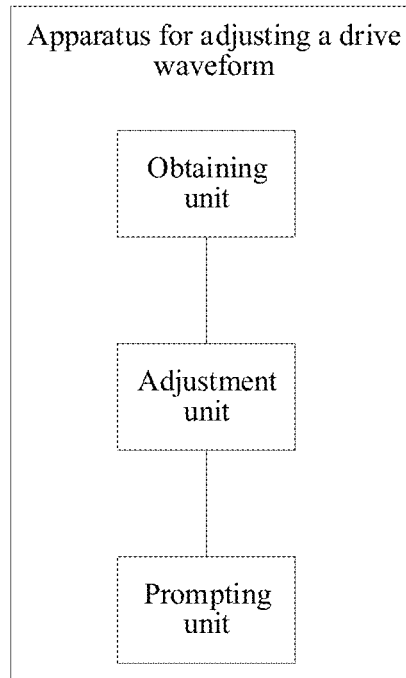 Apparatus for adjusting a drive
waveform
Obtaining
unit
Adjustment
unit
Prompting
unit